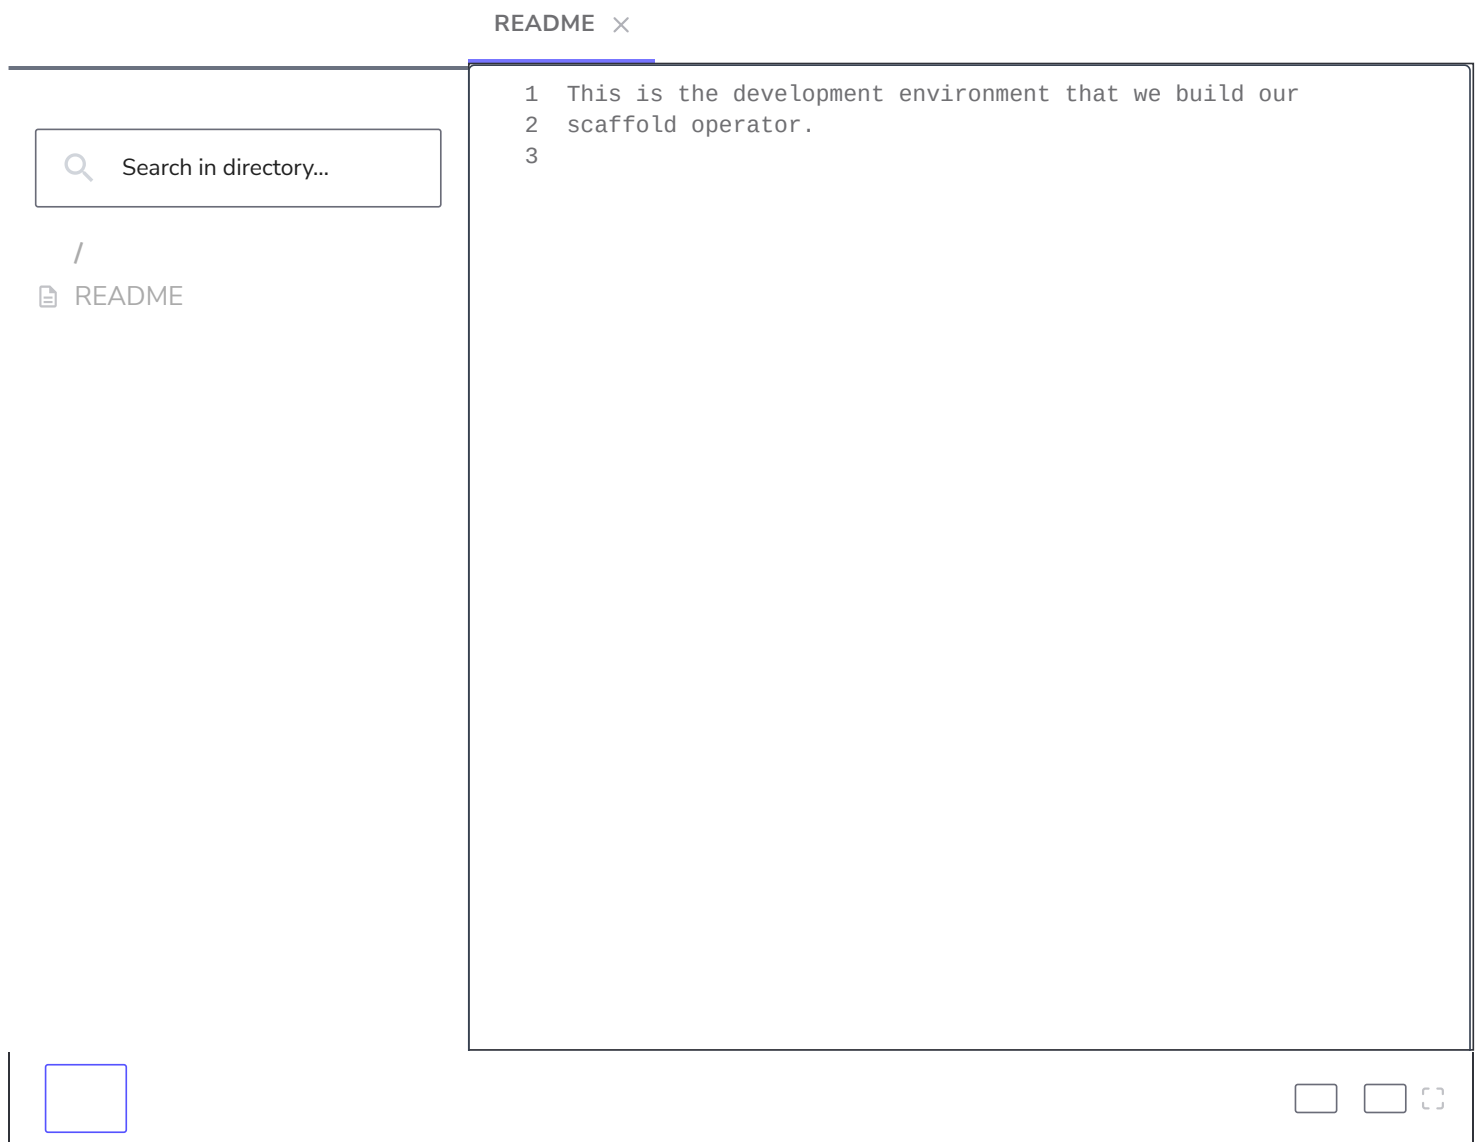 README
Search in directory...
/
README
1 This is the development environment that we build our
2 scaffold operator.
3